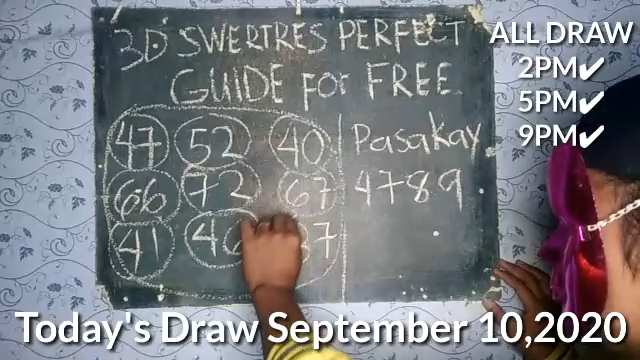 3D SWERTRES PERFECT
GUIDE for FREE
ALL DRAW
2PM✔
5PM✔
9PM✔
47 52 40 Pasakay
66 72 67 4789
41 7
Today's Draw September 10,2020